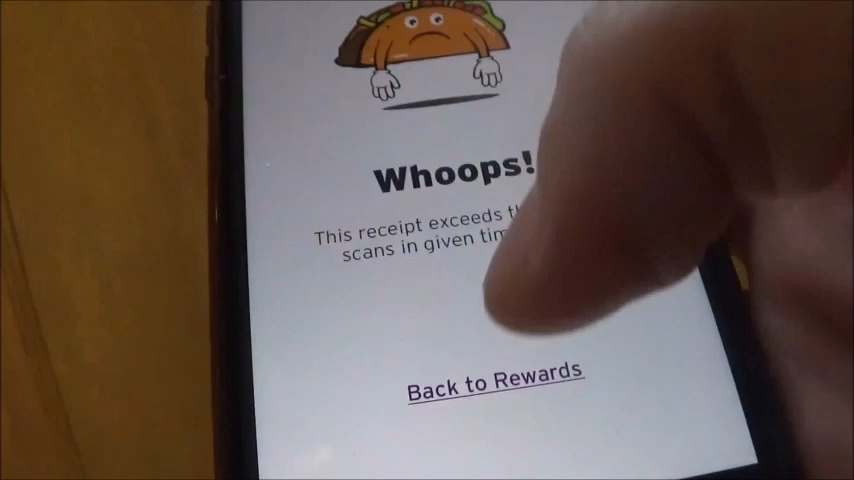 Whoops!
This receipt exceeds
scans in given
Back to Rewards